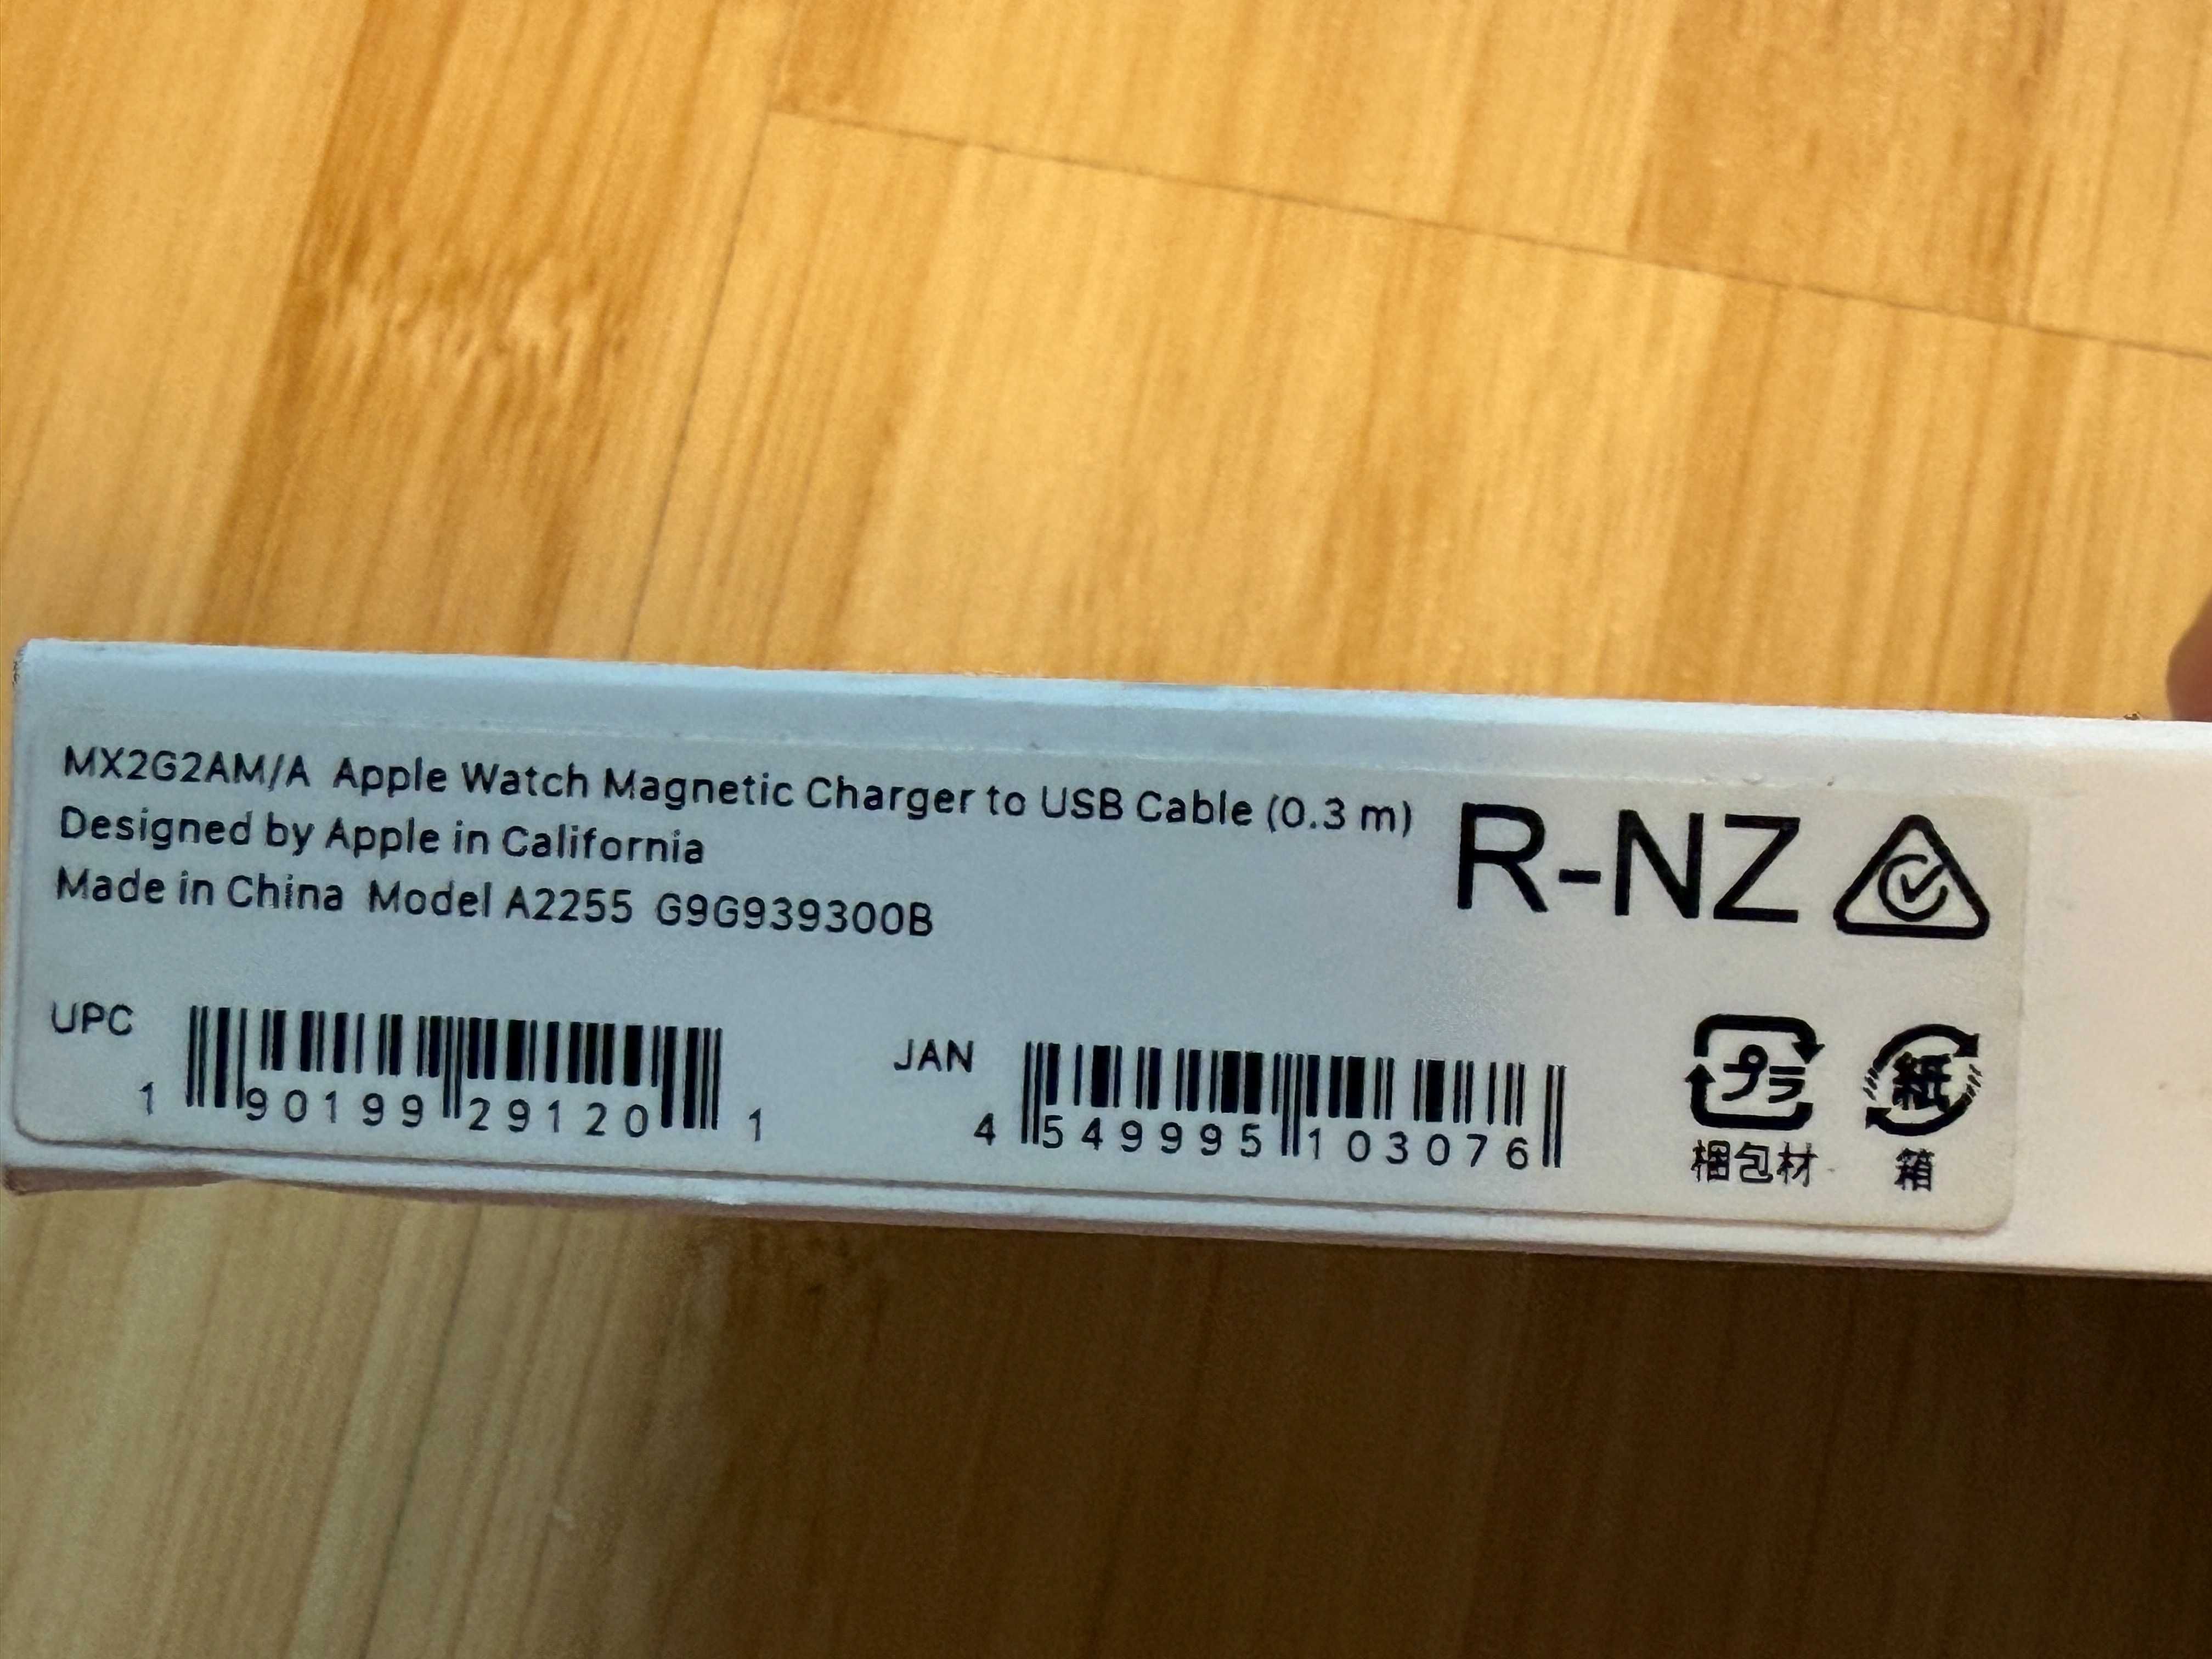 MX2G2AM/A Apple Watch Magnetic Charger to USB Cable (0.3 m)
Designed by Apple in California
Made in China Model A2255 G9G939300B
R-NZ
UPC
1 90199 29120 1
JAN
4 549995 103076
プラ
梱包材
紙
箱